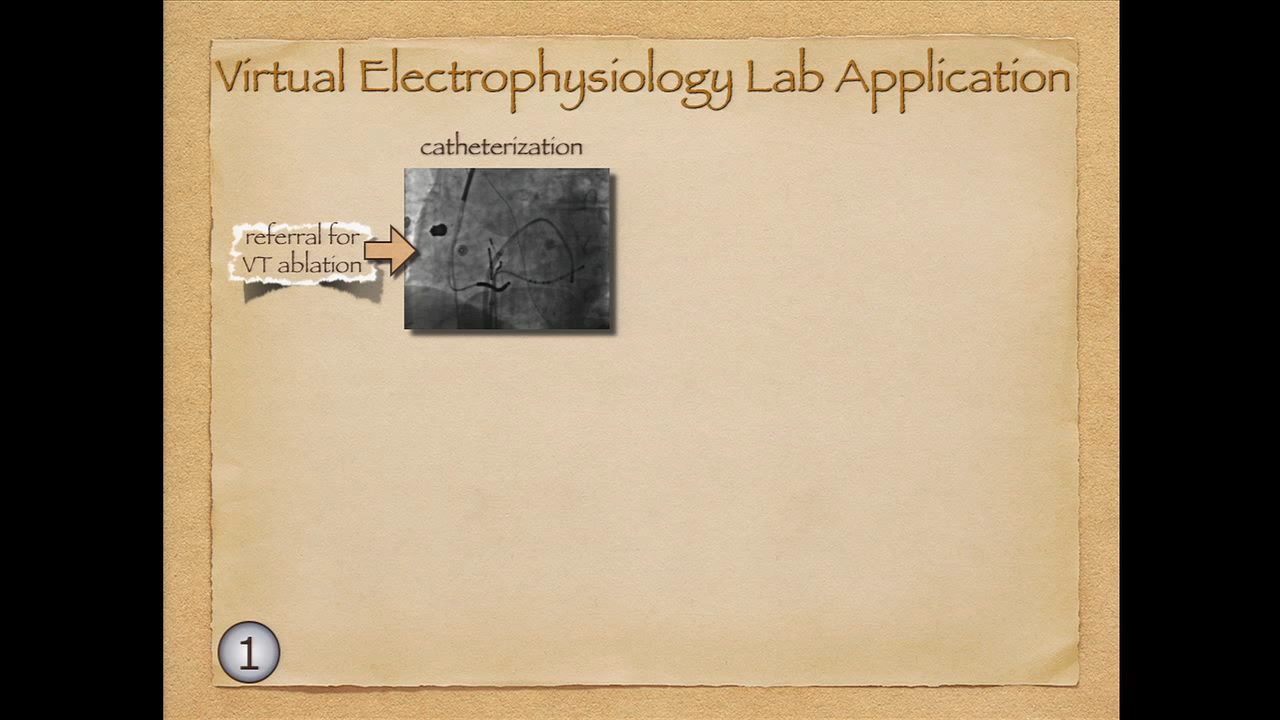 Virtual Electrophysiology Lab Application
catheterization
referral for
VT ablation
1